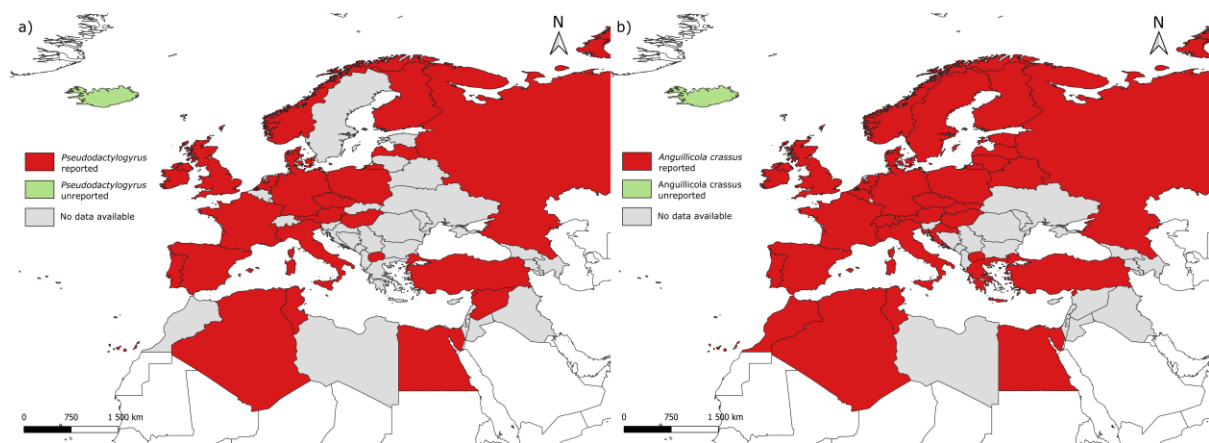 a)
N
Pseudodactylogyrus
reported
Pseudodactylogyrus
unreported
No data available
0 750 1 500 km
b)
N
Anguillicola crassus
reported
Anguillicola crassus
unreported
No data available
0 750 1 500 km